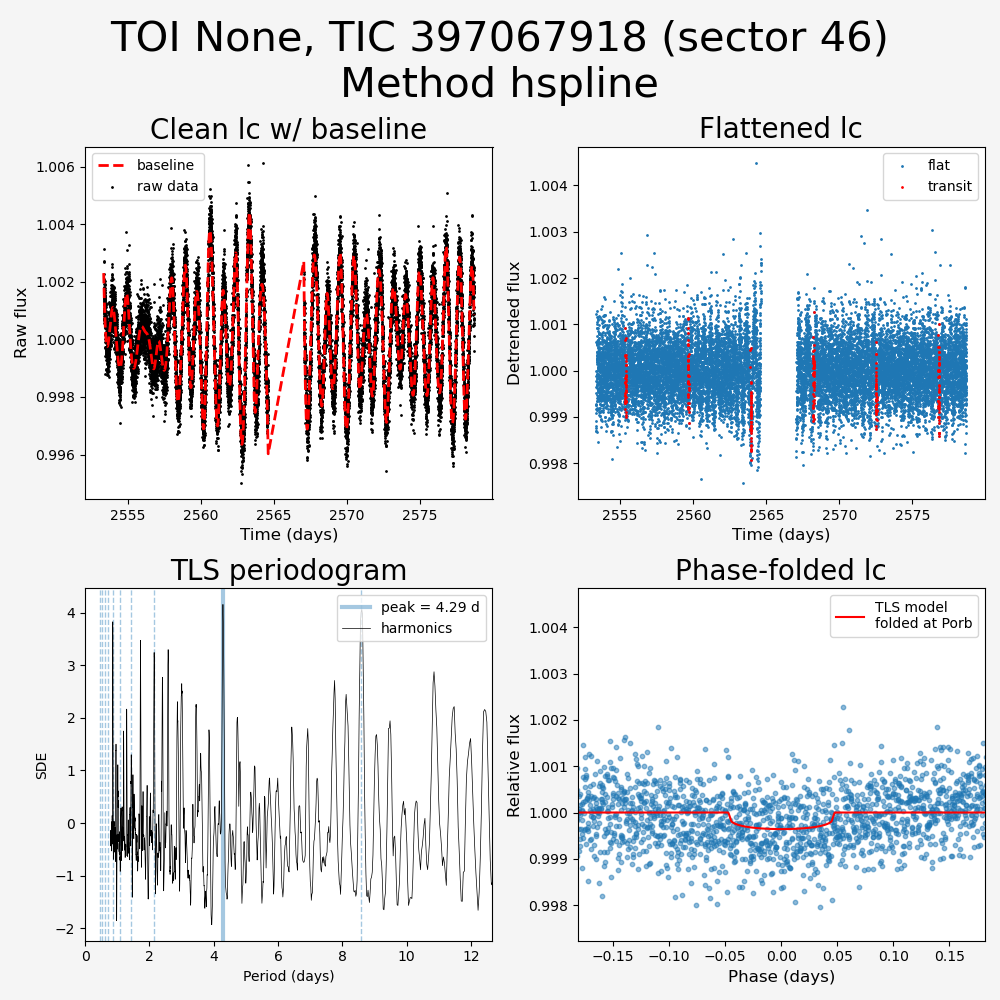 TOI None, TIC 397067918 (sector 46)
Method hspline
Clean lc w/ baseline
Raw flux
1.006
1.004
1.002
1.000
0.998
0.996
baseline
raw data
2555
2560
2565
2570
2575
Time (days)
Flattened lc
Detrended flux
1.004
1.003
1.002
1.001
1.000
0.999
0.998
flat
transit
2555
2560
2565
2570
2575
Time (days)
TLS periodogram
SDE
4
3
2
1
0
−1
−2
peak = 4.29 d
harmonics
0
2
4
6
8
10
12
Period (days)
Phase-folded lc
Relative flux
1.004
1.003
1.002
1.001
1.000
0.999
0.998
TLS model
folded at Porb
−0.15
−0.10
−0.05
0.00
0.05
0.10
0.15
Phase (days)